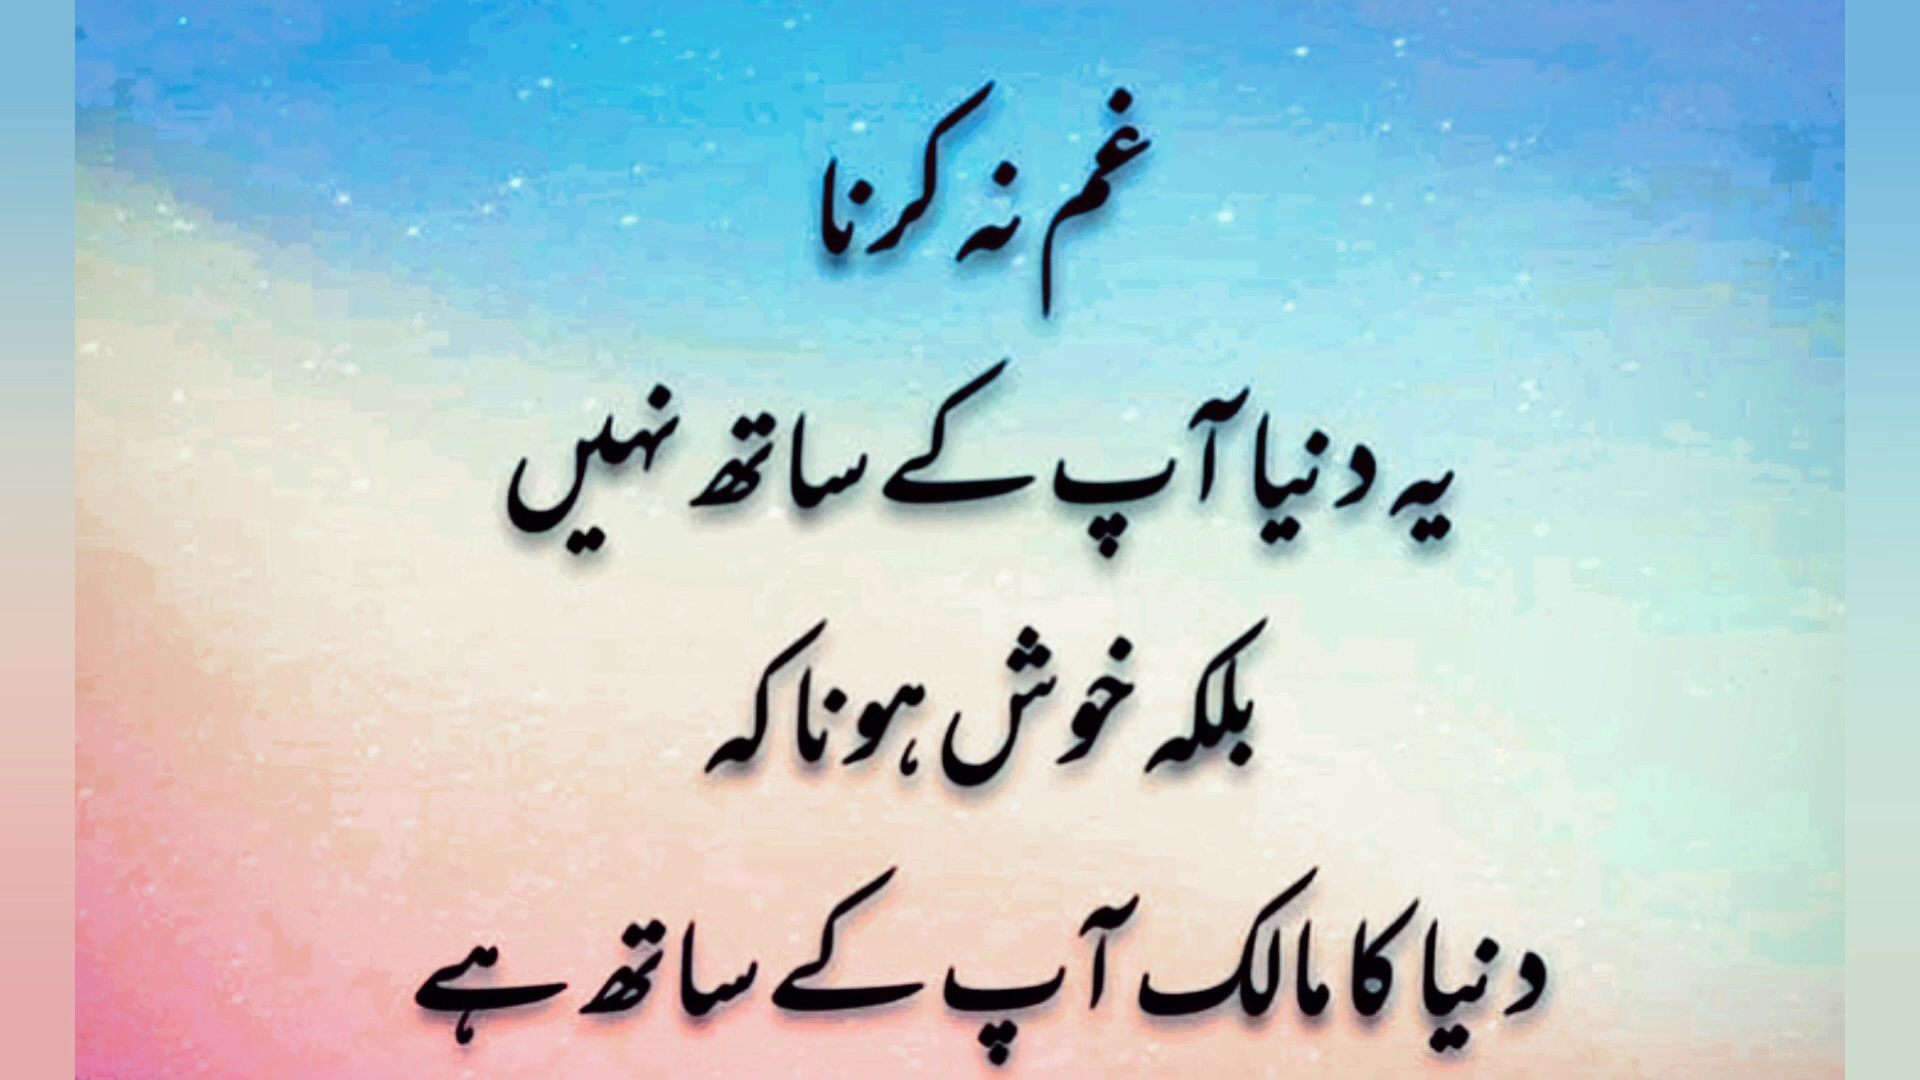 غم نہ کرنا
یہ دنیا آپ کے ساتھ نہیں
بلکہ خوش ہونا کہ
دنیا کا مالک آپ کے ساتھ ہے